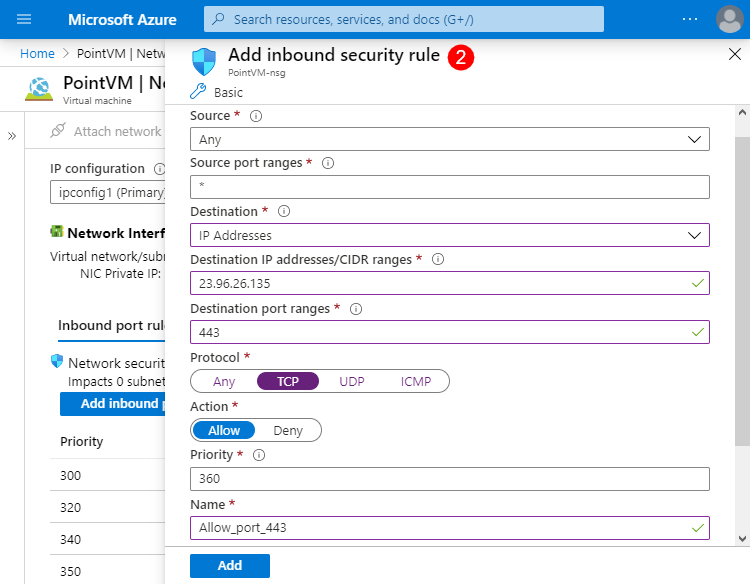 Microsoft Azure
Search resources, services, and docs (G+/)
...
Home > PointVM | Netw
PointVM | Ne
Virtual machine
Add inbound security rule 2
PointVM-nsg
Basic
»
Attach network
IP configuration
ipconfig1 (Primary)
Network Interf
Virtual network/subn
NIC Private IP:
Inbound port rul
Network securit
Impacts 0 subnet
Add inbound p
Priority
300
320
340
350
Source *
Any
Source port ranges *
*
Destination *
IP Addresses
Destination IP addresses/CIDR ranges *
23.96.26.135
Destination port ranges *
443
Protocol *
Any TCP UDP ICMP
Action *
Allow Deny
Priority *
360
Name *
Allow_port_443
Add